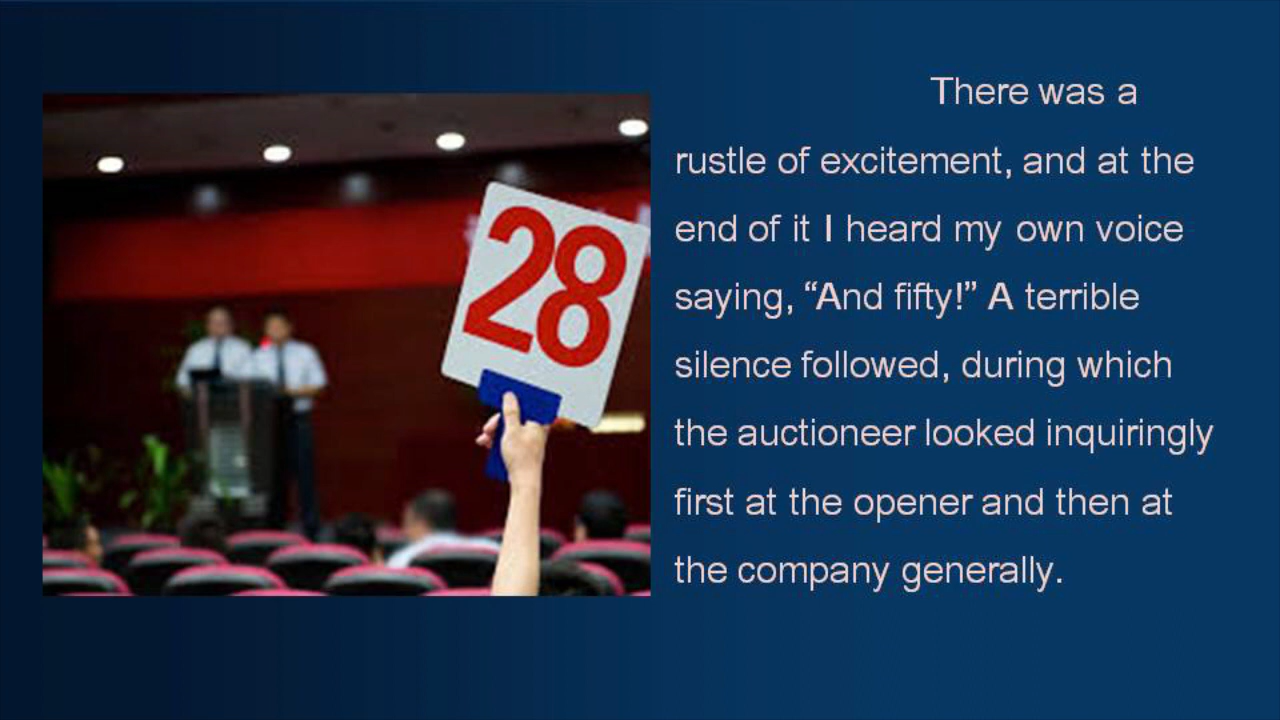 There was a
rustle of excitement, and at the
end of it I heard my own voice
saying, “And fifty!” A terrible
silence followed, during which
the auctioneer looked inquiringly
first at the opener and then at
the company generally.
28